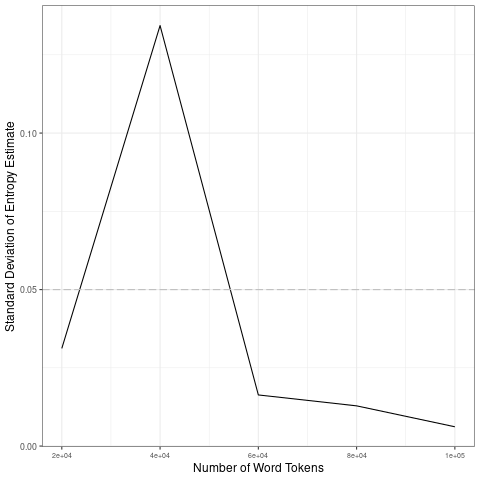 Standard Deviation of Entropy Estimate
0.10
0.05
0.00
2e+04 4e+04 6e+04 8e+04 1e+05
Number of Word Tokens